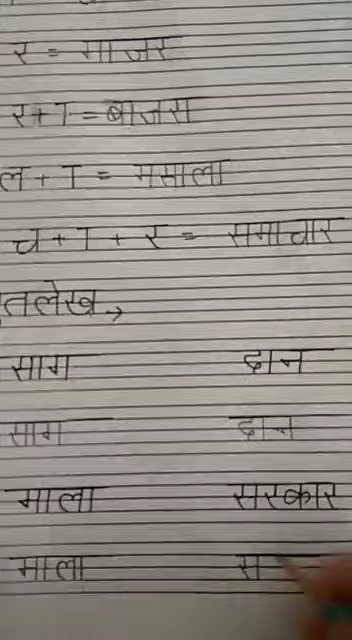 र = गाजर
र + ा = बाजरा
ल + ा = मसाला
च + ा + र = समाचार
तलेख →
साग दान
साग दान
माला सरकार
माला स